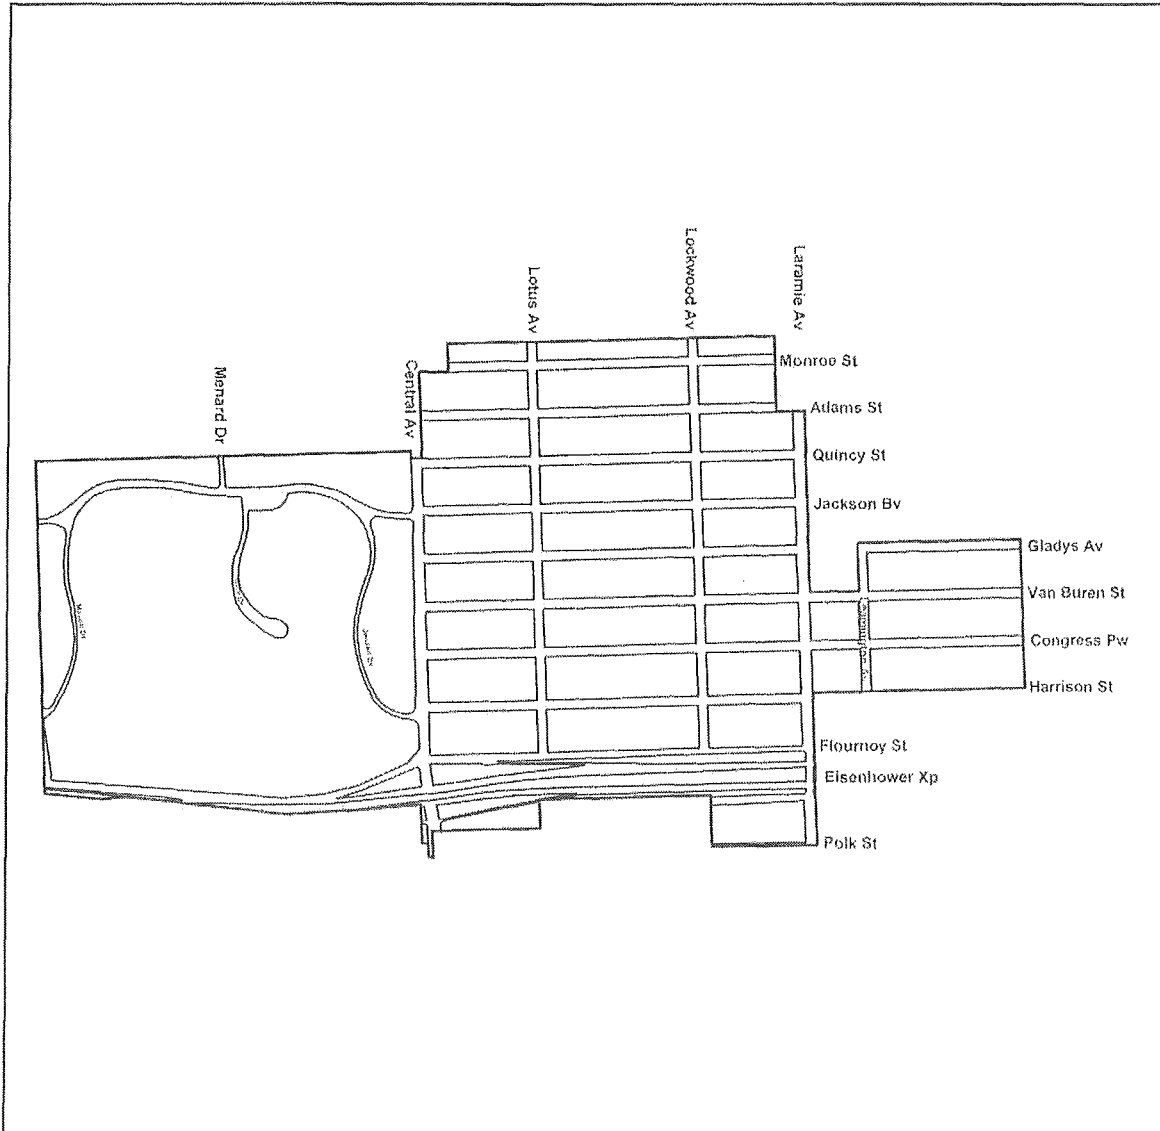 Laramie Av
Lockwood Av
Lotus Av
Central Av
Menard Dr
Monroe St
Adams St
Quincy St
Jackson Bv
Gladys Av
Van Buren St
Congress Pw
Harrison St
Flournoy St
Eisenhower Xp
Polk St